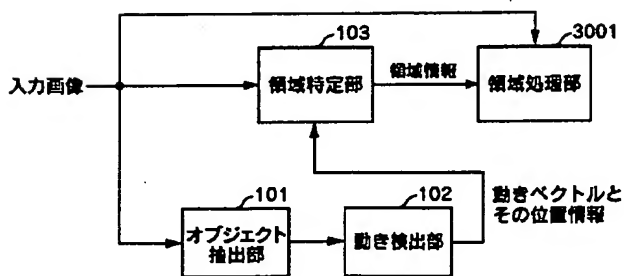 103
3001
入力画像
領域特定部
領域情報
領域処理部
101
102
動きベクトルと
その位置情報
オブジェクト
抽出部
動き検出部